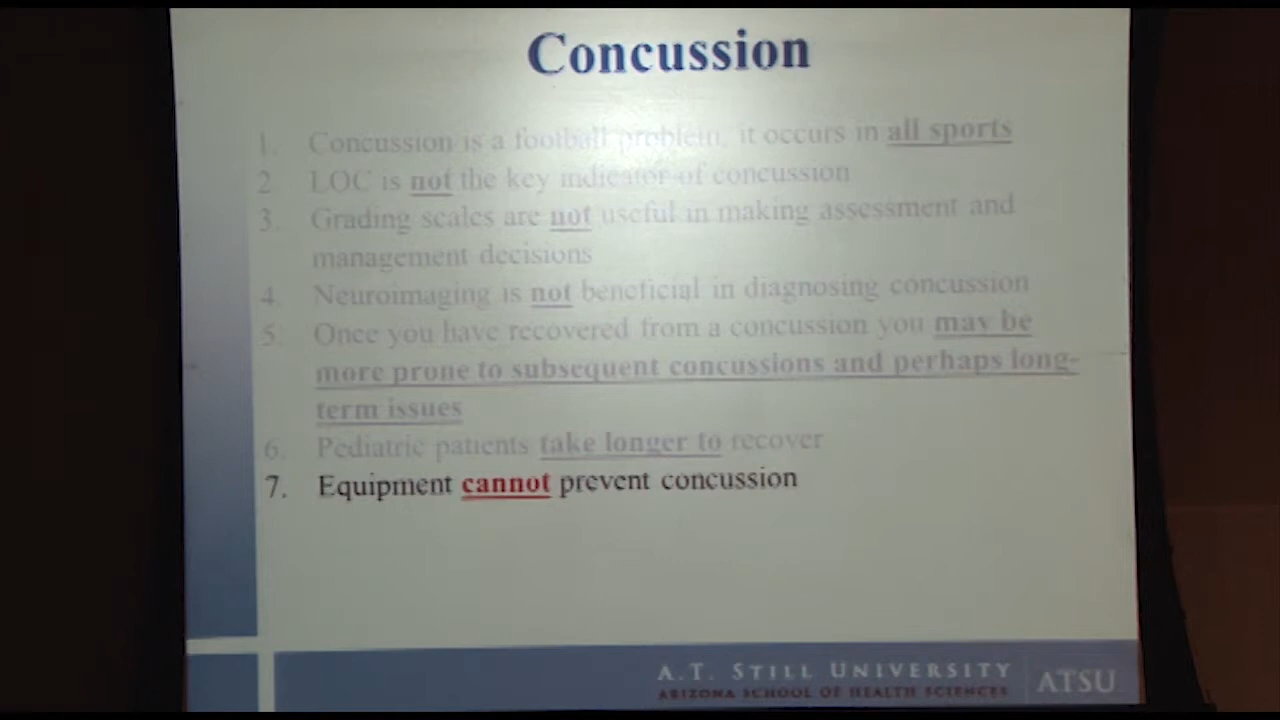 Concussion
1. Concussion is a football problem, it occurs in all sports
2. LOC is not the key indicator of concussion
3. Grading scales are not useful in making assessment and
management decisions
4. Neuroimaging is not beneficial in diagnosing concussion
5. Once you have recovered from a concussion you may be
more prone to subsequent concussions and perhaps long-
term issues
6. Pediatric patients take longer to recover
7. Equipment cannot prevent concussion
A.T. STILL UNIVERSITY ATSU
ARIZONA SCHOOL OF HEALTH SCIENCES